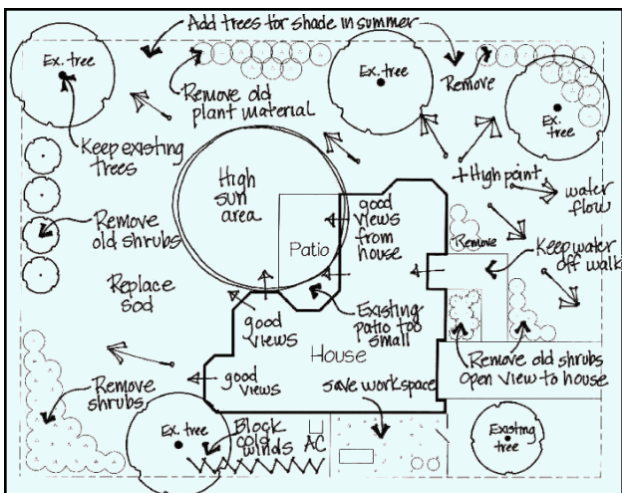 Add trees for shade in summer
Ex. tree
Remove old
plant material
Ex. tree
Remove
Ex.
tree
Keep existing
trees
High
sun
area
+High point
water
flow
good
views
from
house
Patio
Remove
Remove
old shrubs
Keep water
off walk
Replace
sod
good
views
Existing
patio too
small
House
Remove old shrubs
Open view to house
Remove
shrubs
good
views
save workspace
Ex. tree
Block
cold
winds
AC
Existing
tree